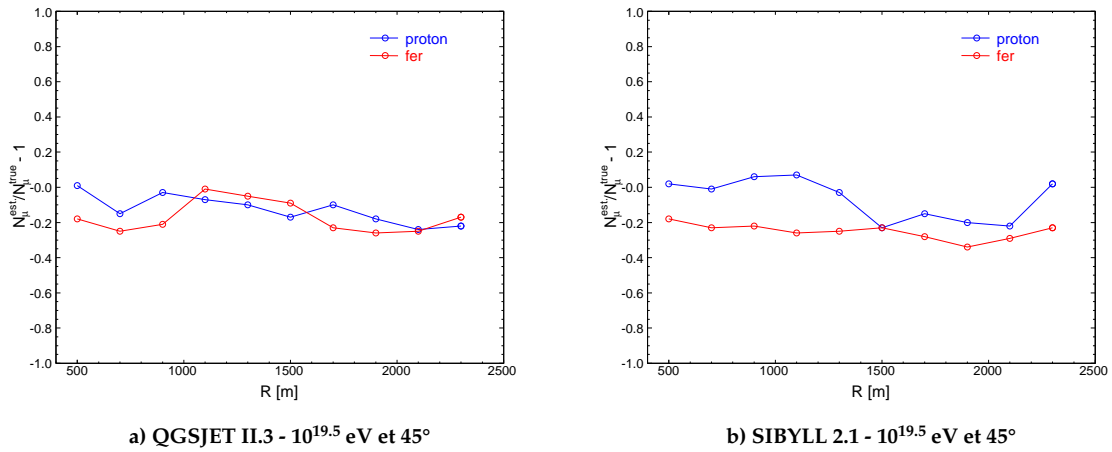 1.0
0.8
0.6
0.4
0.2
-0.0
-0.2
-0.4
-0.6
-0.8
-1.0
N_μ^est/N_μ^true - 1
proton
fer
500 1000 1500 2000 2500
R [m]
a) QGSJET II.3 - 10^19.5 eV et 45°
1.0
0.8
0.6
0.4
0.2
-0.0
-0.2
-0.4
-0.6
-0.8
-1.0
N_μ^est/N_μ^true - 1
proton
fer
500 1000 1500 2000 2500
R [m]
b) SIBYLL 2.1 - 10^19.5 eV et 45°